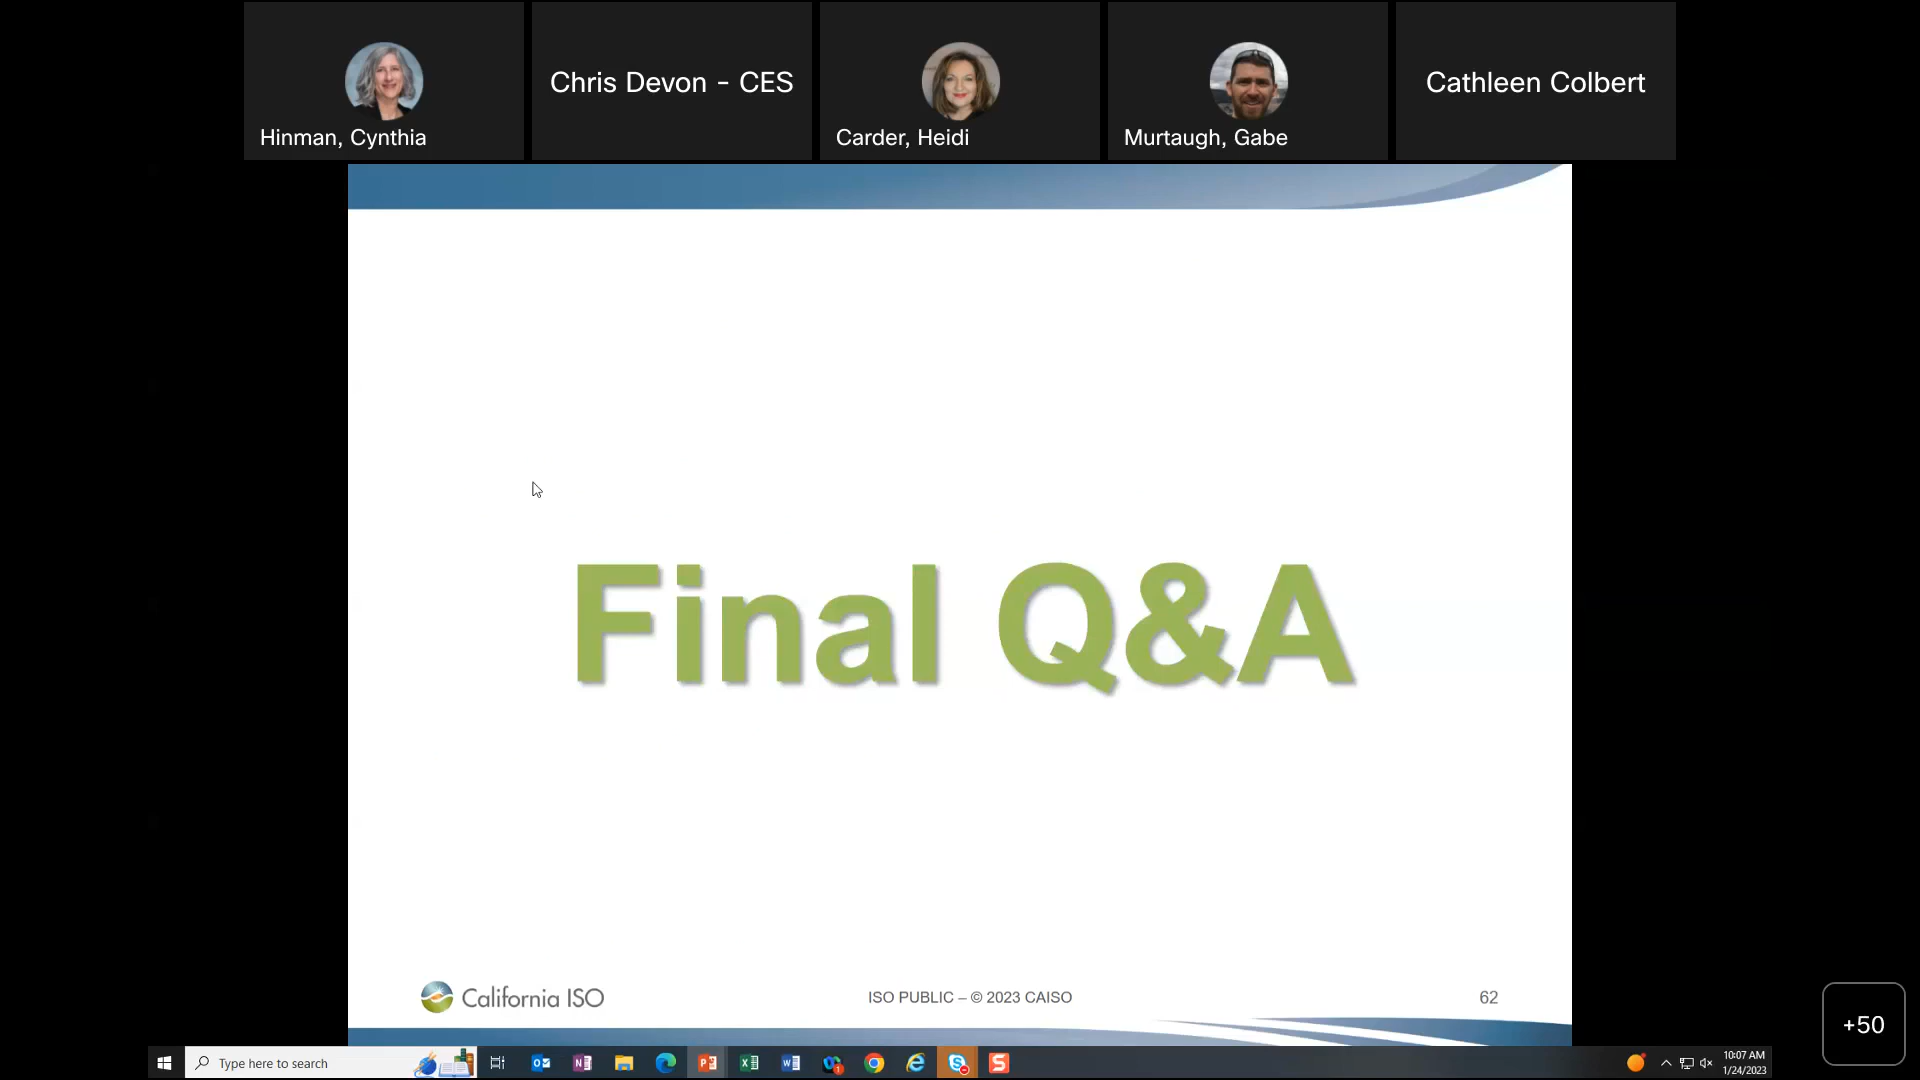 Hinman, Cynthia
Chris Devon - CES
Carder, Heidi
Murtaugh, Gabe
Cathleen Colbert
Final Q&A
California ISO
ISO PUBLIC – © 2023 CAISO
62
+50
Type here to search
10:07 AM
1/24/2023